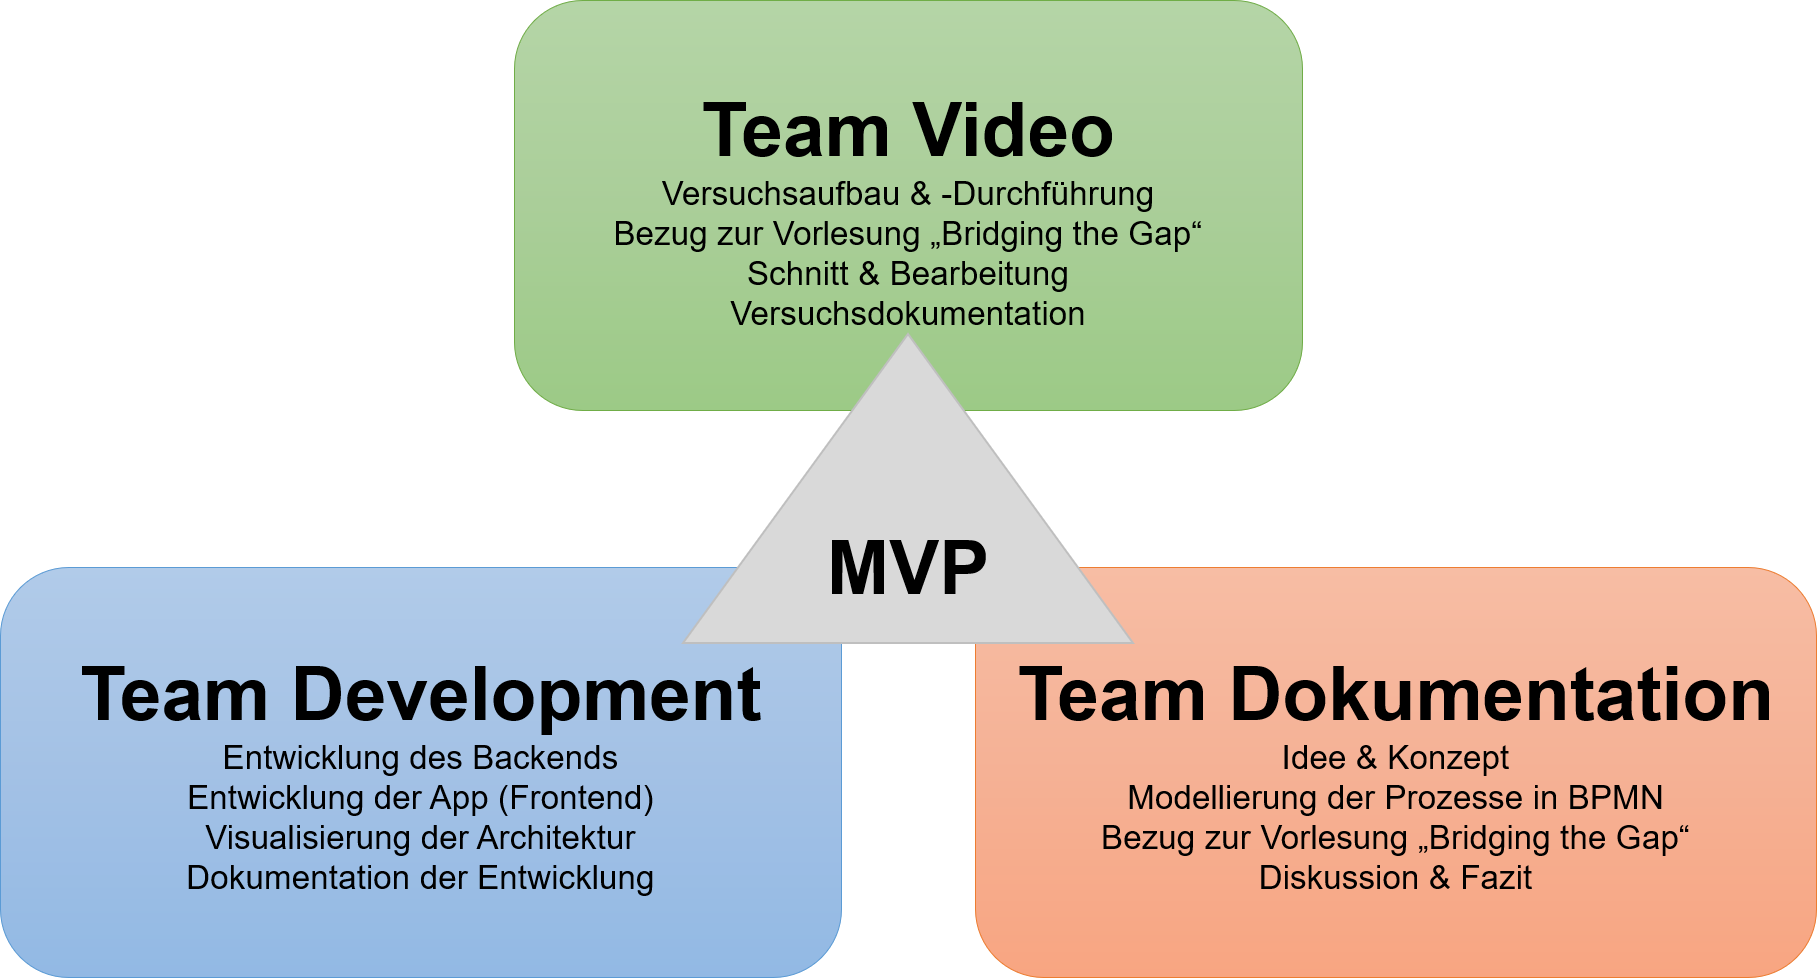 Team Video
Versuchsaufbau & -Durchführung
Bezug zur Vorlesung „Bridging the Gap“
Schnitt & Bearbeitung
Versuchsdokumentation
MVP
Team Development
Entwicklung des Backends
Entwicklung der App (Frontend)
Visualisierung der Architektur
Dokumentation der Entwicklung
Team Dokumentation
Idee & Konzept
Modellierung der Prozesse in BPMN
Bezug zur Vorlesung „Bridging the Gap“
Diskussion & Fazit